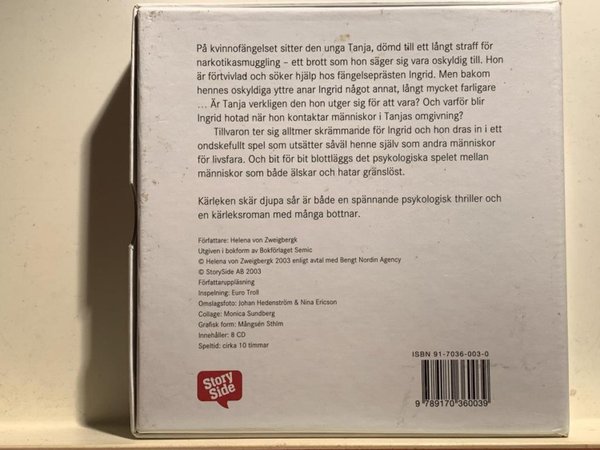 På kvinnofängelset sitter den unga Tanja, dömd till ett långt straff för
narkotikasmuggling – ett brott som hon säger sig vara oskyldig till. Hon
är förtvivlad och söker hjälp hos fängelseprästen Ingrid. Men bakom
hennes oskyldiga yttre anar Ingrid något annat, långt mycket farligare
... Är Tanja verkligen den hon utger sig för att vara? Och varför blir
Ingrid hotad när hon kontaktar människor i Tanjas omgivning?
Tillvaron ter sig alltmer skrämmande för Ingrid och hon dras in i ett
ondskefullt spel som utsätter såväl henne själv som andra människor
för livsfara. Och bit för bit blottläggs det psykologiska spelet mellan
människor som både älskar och hatar gränslöst.
Kärleken skär djupa sår är både en spännande psykologisk thriller och
en kärleksroman med många bottnar.
Författare: Helena von Zweigbergk
Utgiven i bokform av Bokförlaget Semic
© Helena von Zweigbergk 2003 enligt avtal med Bengt Nordin Agency
© StorySide AB 2003
Författaruppläsning
Inspelning: Euro Troll
Omslagsfoto: Johan Hedenström & Nina Ericson
Collage: Monica Sundberg
Grafisk form: Mångsén Sthlm
Innehåller: 8 CD
Speltid: cirka 10 timmar
Story
Side
ISBN 91-7036-003-0
9 789170 360039